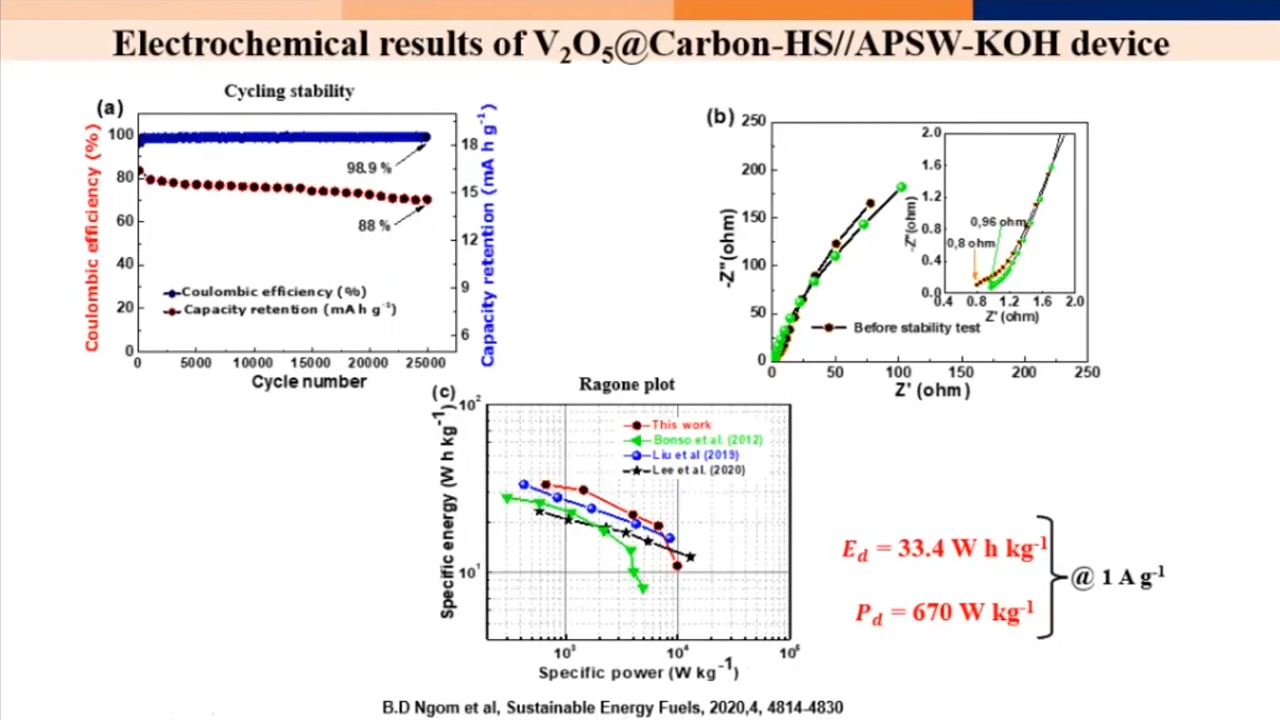 Electrochemical results of V₂O₅@Carbon-HS//APSW-KOH device
Cycling stability
(a)
Coulombic efficiency (%)
100
80
60
40
20
0
98.9 %
88 %
Coulombic efficiency (%)
Capacity retention (mA h g⁻¹)
18
15
12
9
6
Capacity retention (mA h g⁻¹)
0 5000 10000 15000 20000 25000
Cycle number
(b)
-Z"(ohm)
250
200
150
100
50
0
Before stability test
0 50 100 150 200 250
Z' (ohm)
-Z"(ohm)
2.0
1.6
1.2
0.8
0.4
0.0
0,96 ohm
0,8 ohm
0.4 0.8 1.2 1.6 2.0
Z' (ohm)
Ragone plot
(c)
Specific energy (W h kg⁻¹)
10²
10¹
This work
Bonso et al. (2012)
Liu et al (2019)
Lee et al. (2020)
10³ 10⁴ 10⁵
Specific power (W kg⁻¹)
E_d = 33.4 W h kg⁻¹
P_d = 670 W kg⁻¹
@ 1 A g⁻¹
B.D Ngom et al, Sustainable Energy Fuels, 2020,4, 4814-4830